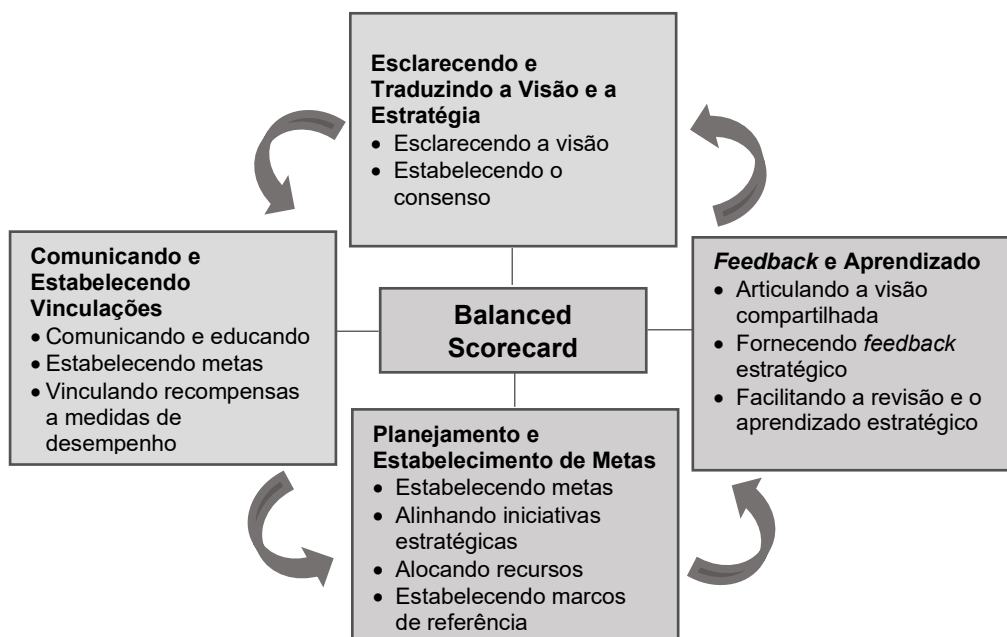 Esclarecendo e
Traduzindo a Visão e a
Estratégia
• Esclarecendo a visão
• Estabelecendo o
consenso
Comunicando e
Estabelecendo
Vinculações
• Comunicando e educando
• Estabelecendo metas
• Vinculando recompensas
a medidas de
desempenho
Balanced
Scorecard
Feedback e Aprendizado
• Articulando a visão
compartilhada
• Fornecendo feedback
estratégico
• Facilitando a revisão e o
aprendizado estratégico
Planejamento e
Estabelecimento de Metas
• Estabelecendo metas
• Alinhando iniciativas
estratégicas
• Alocando recursos
• Estabelecendo marcos
de referência